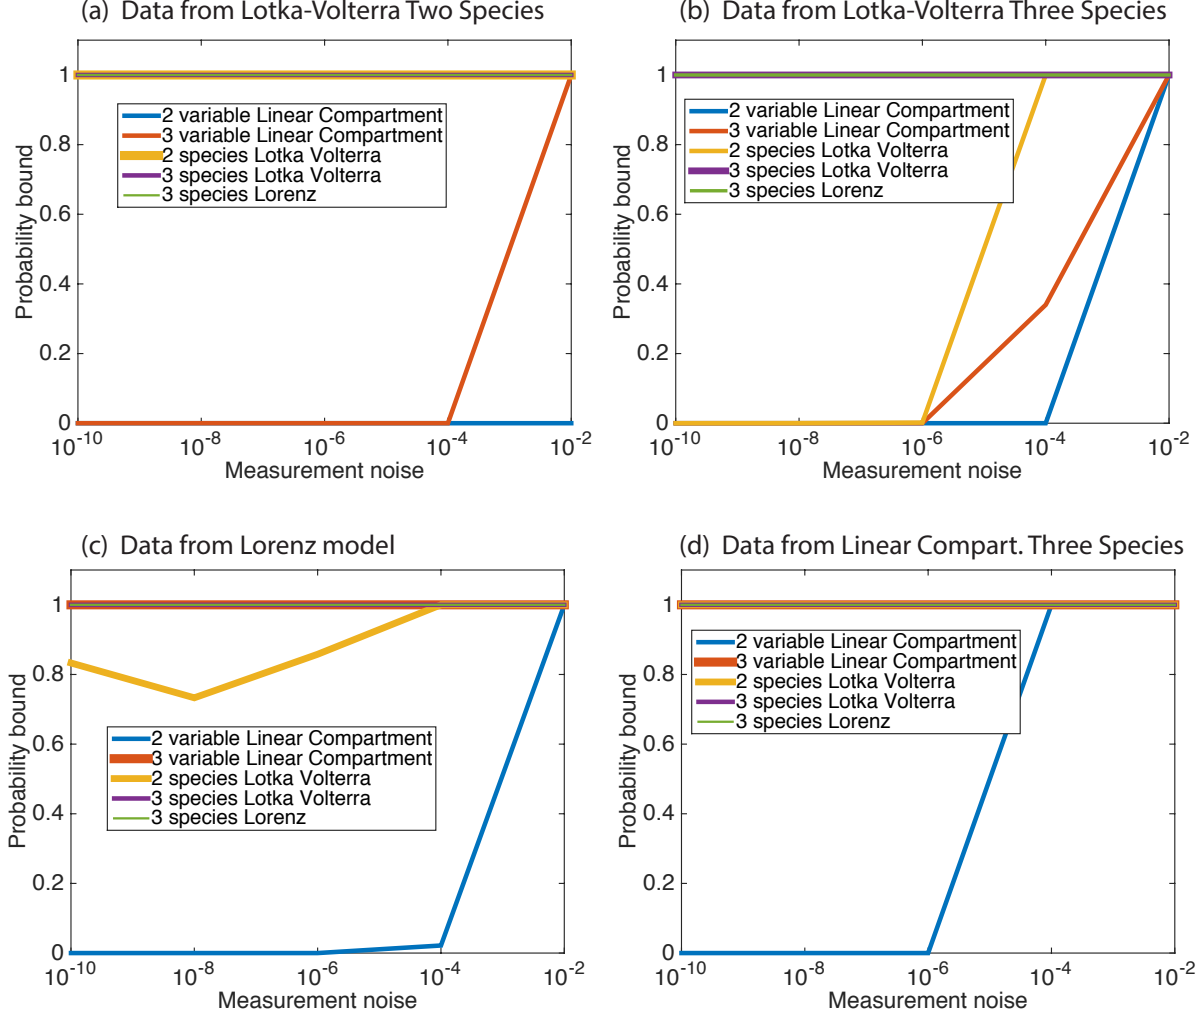 (a) Data from Lotka-Volterra Two Species
1
0.8
0.6
0.4
0.2
0
Probability bound
2 variable Linear Compartment
3 variable Linear Compartment
2 species Lotka Volterra
3 species Lotka Volterra
3 species Lorenz
10^-10
10^-8
10^-6
10^-4
10^-2
Measurement noise
(b) Data from Lotka-Volterra Three Species
1
0.8
0.6
0.4
0.2
0
Probability bound
2 variable Linear Compartment
3 variable Linear Compartment
2 species Lotka Volterra
3 species Lotka Volterra
3 species Lorenz
10^-10
10^-8
10^-6
10^-4
10^-2
Measurement noise
(c) Data from Lorenz model
1
0.8
0.6
0.4
0.2
0
Probability bound
2 variable Linear Compartment
3 variable Linear Compartment
2 species Lotka Volterra
3 species Lotka Volterra
3 species Lorenz
10^-10
10^-8
10^-6
10^-4
10^-2
Measurement noise
(d) Data from Linear Compart. Three Species
1
0.8
0.6
0.4
0.2
0
Probability bound
2 variable Linear Compartment
3 variable Linear Compartment
2 species Lotka Volterra
3 species Lotka Volterra
3 species Lorenz
10^-10
10^-8
10^-6
10^-4
10^-2
Measurement noise